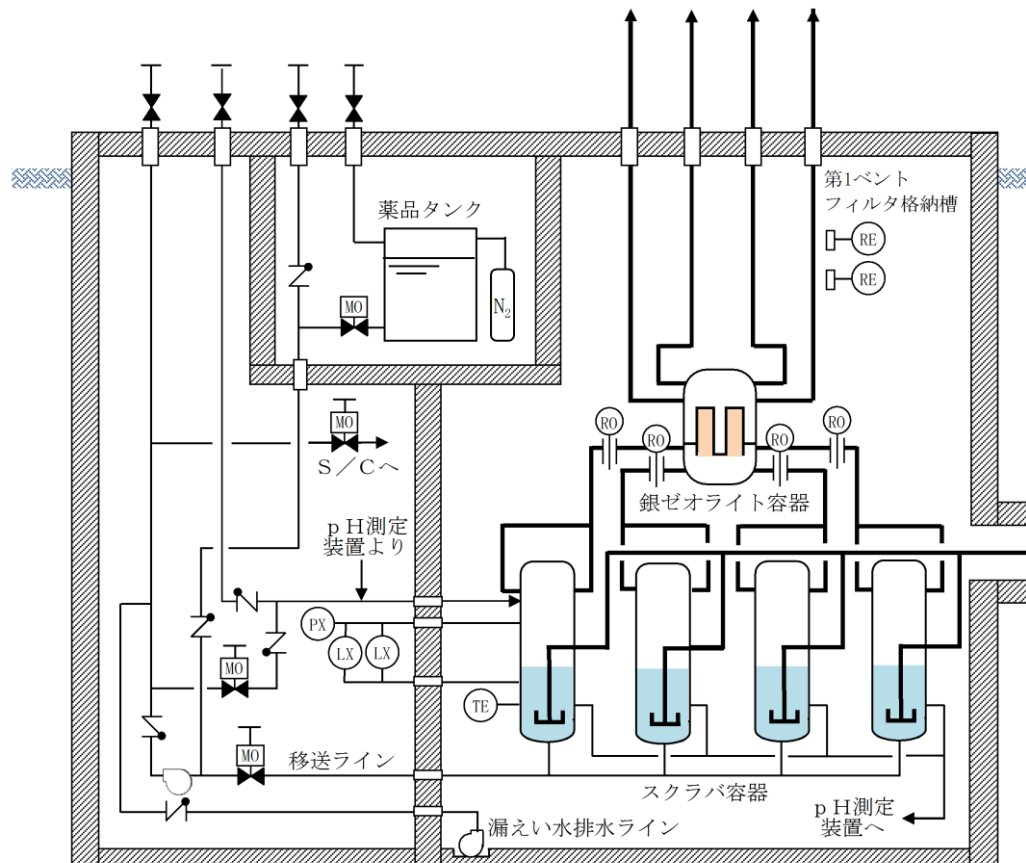 第1ベント
フィルタ格納槽
RE
RE
薬品タンク
MO
N₂
MO
S/Cへ
RO
RO
RO
RO
銀ゼオライト容器
pH測定
装置より
PX
LX
LX
MO
TE
MO
移送ライン
スクラバ容器
pH測定
装置へ
漏えい水排水ライン